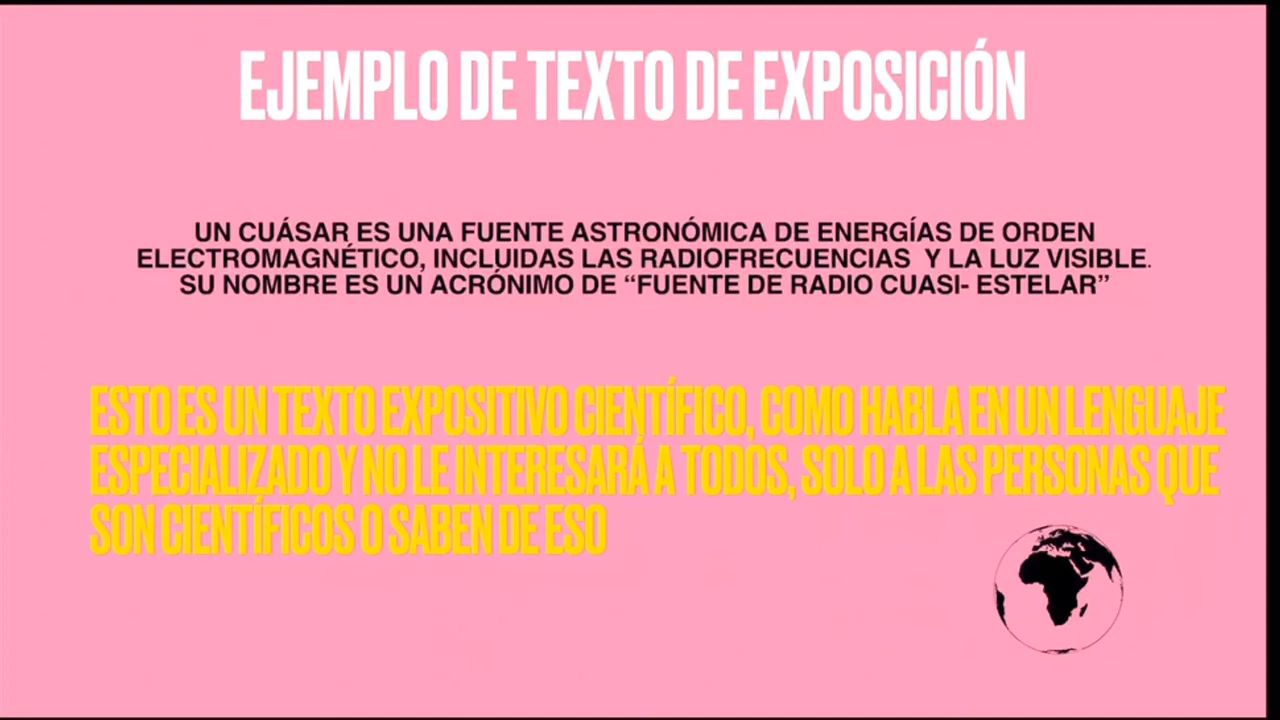 EJEMPLO DE TEXTO DE EXPOSICIÓN
UN CUÁSAR ES UNA FUENTE ASTRONÓMICA DE ENERGÍAS DE ORDEN
ELECTROMAGNÉTICO, INCLUIDAS LAS RADIOFRECUENCIAS Y LA LUZ VISIBLE.
SU NOMBRE ES UN ACRÓNIMO DE “FUENTE DE RADIO CUASI- ESTELAR”
ESTO ES UN TEXTO EXPOSITIVO CIENTÍFICO, COMO HABLA EN UN LENGUAJE
ESPECIALIZADO Y NO LE INTERESARÁ A TODOS, SOLO A LAS PERSONAS QUE
SON CIENTÍFICOS O SABEN DE ESO